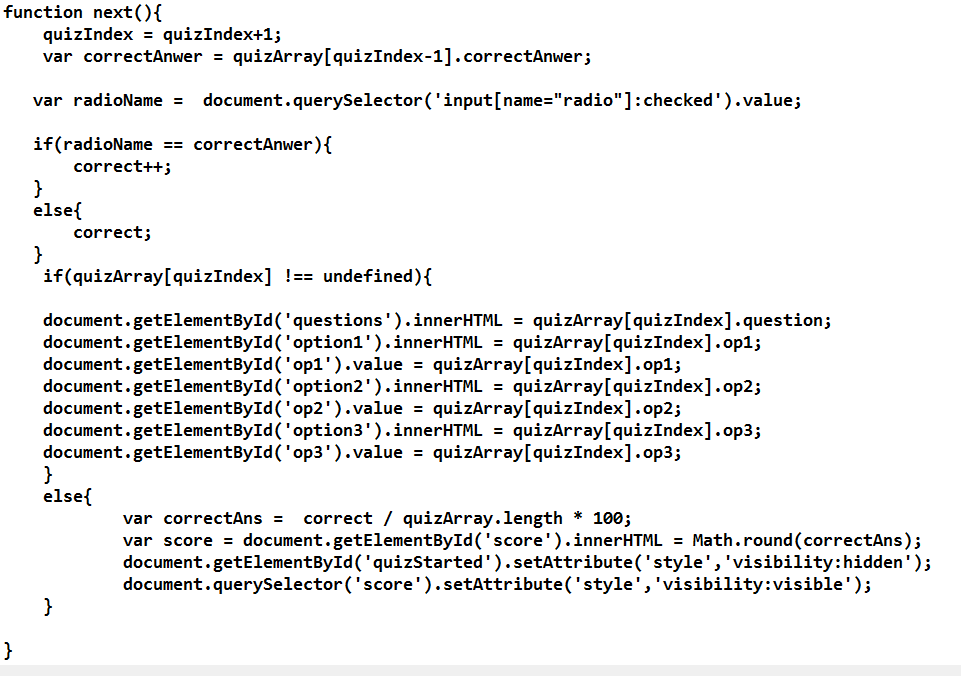 function next(){
quizIndex = quizIndex+1;
var correctAnwer = quizArray[quizIndex-1].correctAnwer;
var radioName =  document.querySelector('input[name="radio"]:checked').value;
if(radioName == correctAnwer){
correct++;
}
else{
correct;
}
if(quizArray[quizIndex] !== undefined){
document.getElementById('questions').innerHTML = quizArray[quizIndex].question;
document.getElementById('option1').innerHTML = quizArray[quizIndex].op1;
document.getElementById('op1').value = quizArray[quizIndex].op1;
document.getElementById('option2').innerHTML = quizArray[quizIndex].op2;
document.getElementById('op2').value = quizArray[quizIndex].op2;
document.getElementById('option3').innerHTML = quizArray[quizIndex].op3;
document.getElementById('op3').value = quizArray[quizIndex].op3;
}
else{
var correctAns =  correct / quizArray.length * 100;
var score = document.getElementById('score').innerHTML = Math.round(correctAns);
document.getElementById('quizStarted').setAttribute('style','visibility:hidden');
document.querySelector('score').setAttribute('style','visibility:visible');
}
}